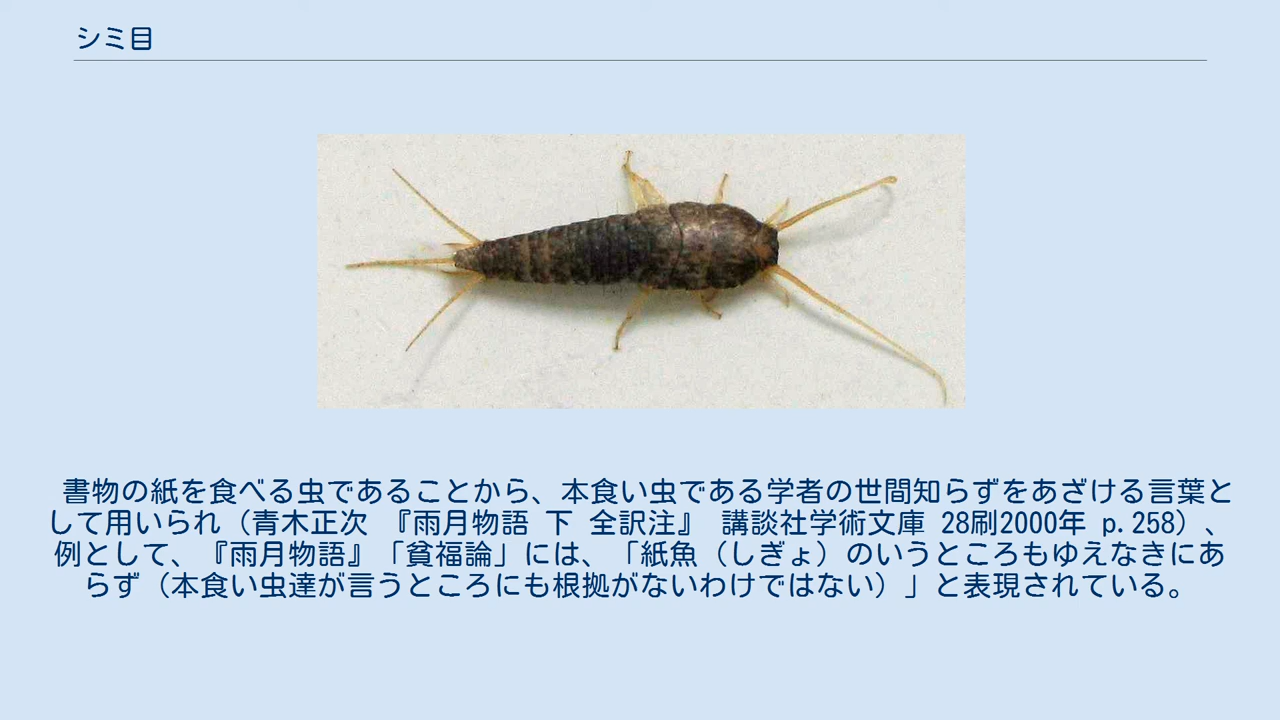 シミ目
書物の紙を食べる虫であることから、本食い虫である学者の世間知らずをあざける言葉と
して用いられ（青木正次 『雨月物語 下 全訳注』 講談社学術文庫 28刷2000年 p.258）、
例として、『雨月物語』「貧福論」には、「紙魚（しぎょ）のいうところもゆえなきにあ
らず（本食い虫達が言うところにも根拠がないわけではない）」と表現されている。